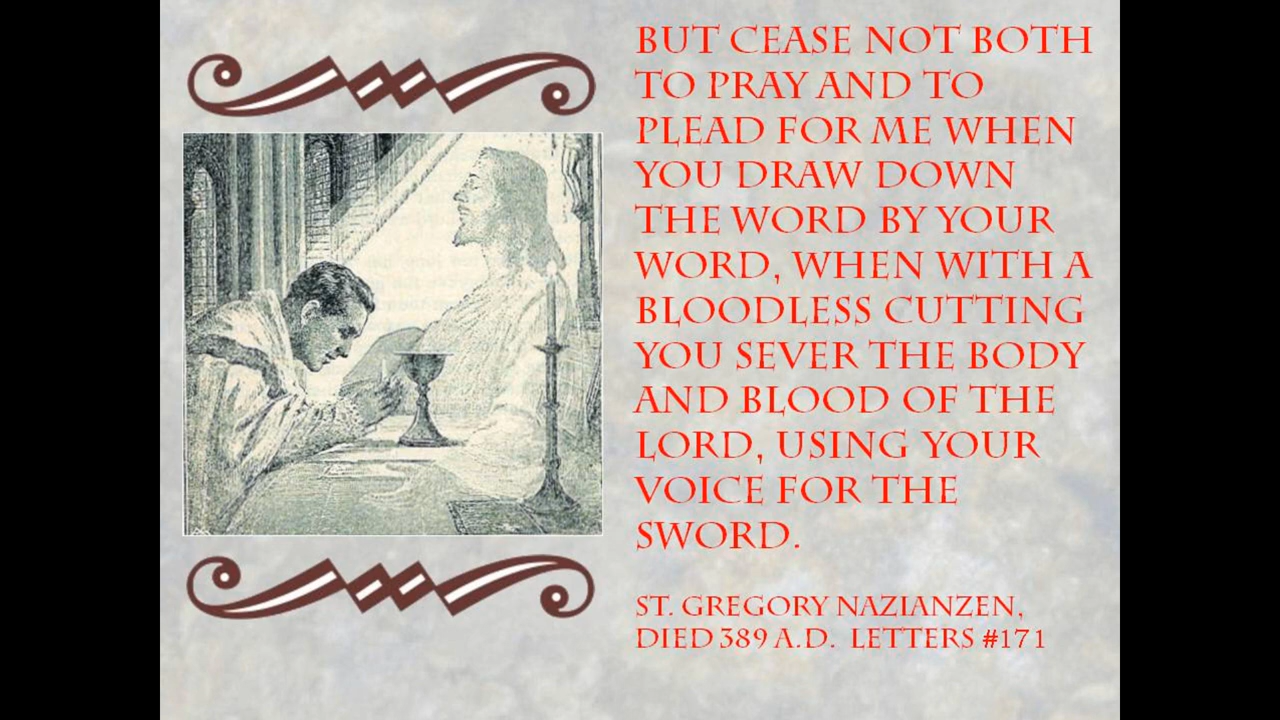 BUT CEASE NOT BOTH
TO PRAY AND TO
PLEAD FOR ME WHEN
YOU DRAW DOWN
THE WORD BY YOUR
WORD, WHEN WITH A
BLOODLESS CUTTING
YOU SEVER THE BODY
AND BLOOD OF THE
LORD, USING YOUR
VOICE FOR THE
SWORD.
ST. GREGORY NAZIANZEN,
DIED 389 A.D. LETTERS #171